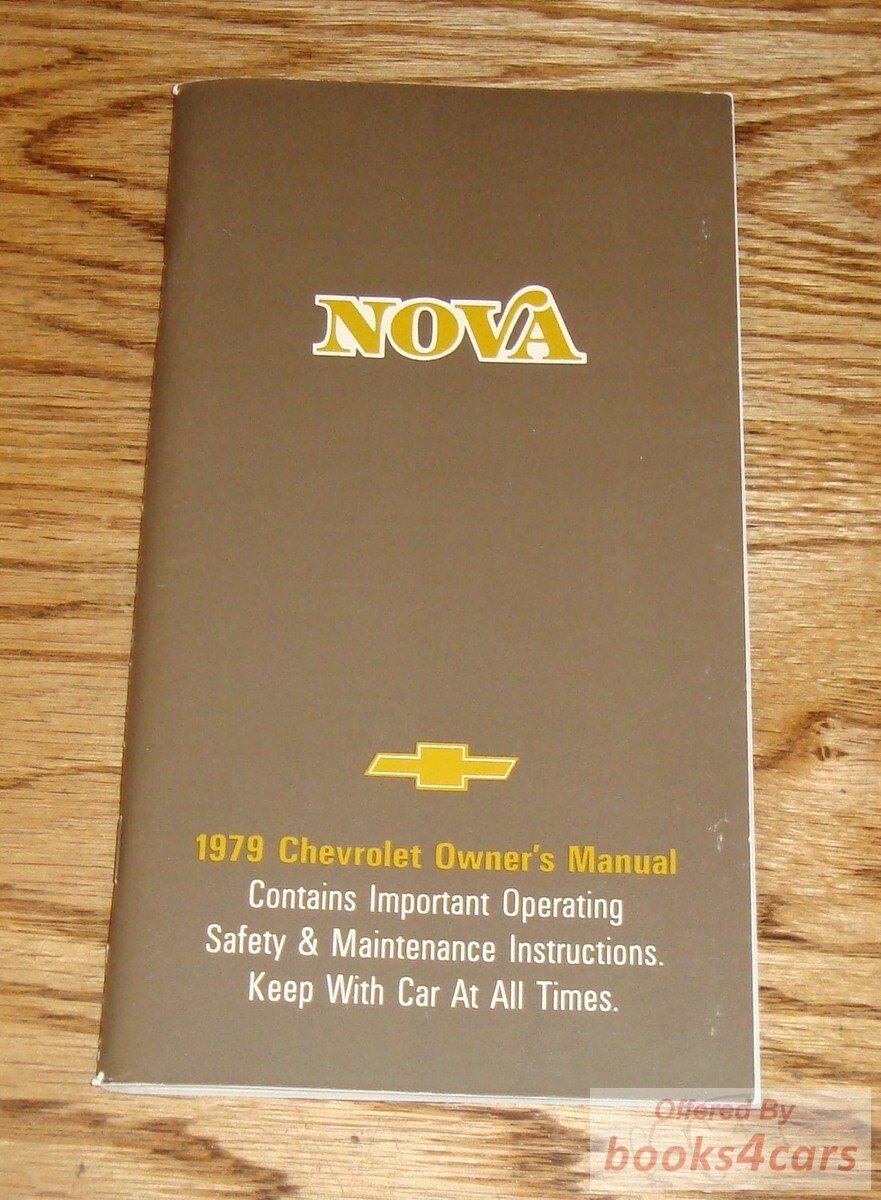 NOVA
1979 Chevrolet Owner's Manual
Contains Important Operating
Safety & Maintenance Instructions.
Keep With Car At All Times.
Offered By
books4cars